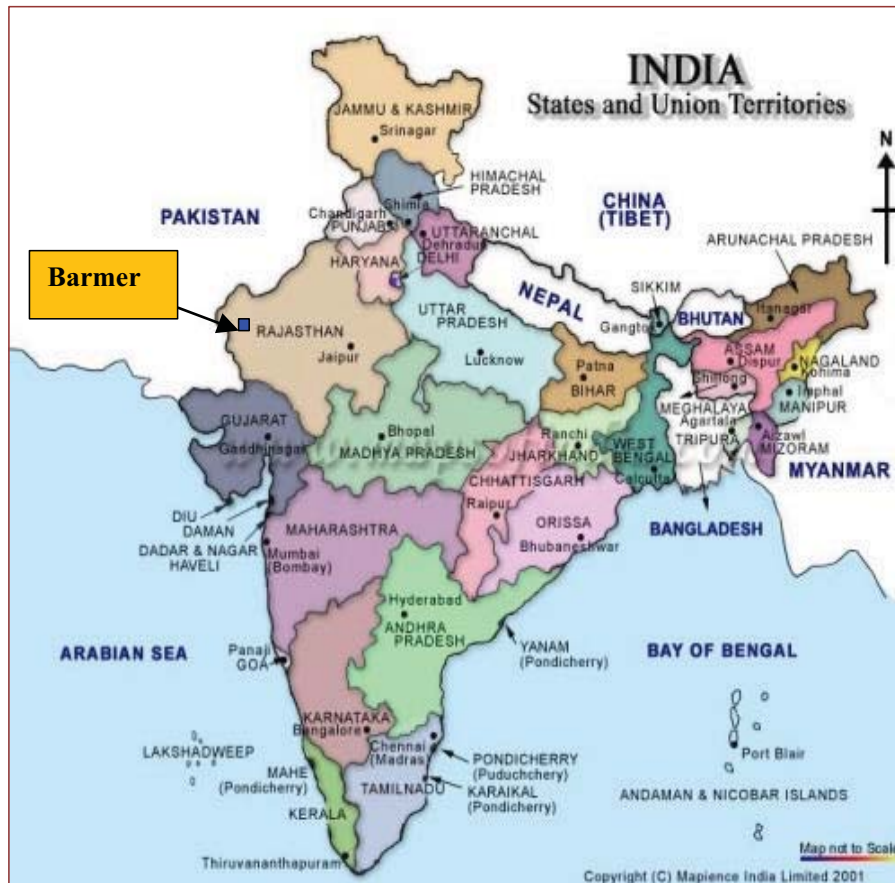 INDIA
States and Union Territories
N
JAMMU & KASHMIR
Srinagar
HIMACHAL
PRADESH
PAKISTAN
CHINA
(TIBET)
Shimla
Chandigarh
PUNJAB
UTTARANCHAL
Dehradun
ARUNACHAL PRADESH
HARYANA
DELHI
Barmer
NEPAL
SIKKIM
Itanagar
UTTAR
PRADESH
Gangtok
BHUTAN
RAJASTHAN
Jaipur
Lucknow
ASSAM
Dispur
NAGALAND
Kohima
Patna
BIHAR
Shillong
Imphal
MEGHALAYA
MANIPUR
GUJARAT
Gandhinagar
Bhopal
MADHYA PRADESH
Ranchi
JHARKHAND
WEST
BENGAL
Calcutta
Agartala
TRIPURA
Aizawl
MIZORAM
MYANMAR
CHHATTISGARH
Raipur
DIU
DAMAN
DADAR & NAGAR
HAVELI
MAHARASHTRA
Mumbai
(Bombay)
ORISSA
Bhubaneshwar
BANGLADESH
Hyderabad
ANDHRA
PRADESH
ARABIAN SEA
Panaji
GOA
YANAM
(Pondicherry)
BAY OF BENGAL
KARNATAKA
Bangalore
LAKSHADWEEP
Chennai
(Madras)
PONDICHERRY
(Puduchchery)
Port Blair
MAHE
(Pondicherry)
TAMILNADU
KARAIKAL
(Pondicherry)
ANDAMAN & NICOBAR ISLANDS
KERALA
Thiruvananthapuram
Map not to Scale
Copyright (C) Mapience India Limited 2001